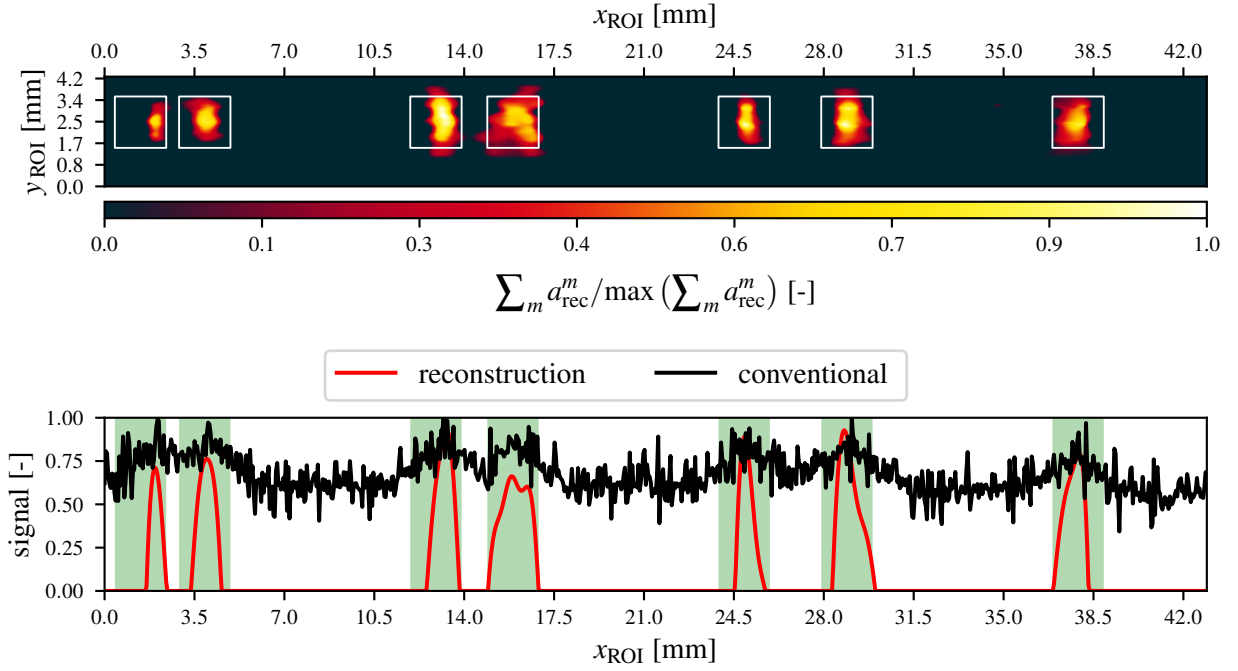 x_ROI [mm]
0.0 3.5 7.0 10.5 14.0 17.5 21.0 24.5 28.0 31.5 35.0 38.5 42.0
y_ROI [mm]
4.2
3.4
2.5
1.7
0.8
0.0
0.0 0.1 0.3 0.4 0.6 0.7 0.9 1.0
∑_m a_rec^m/max (∑_m a_rec^m) [-]
reconstruction conventional
signal [-]
1.00
0.75
0.50
0.25
0.00
0.0 3.5 7.0 10.5 14.0 17.5 21.0 24.5 28.0 31.5 35.0 38.5 42.0
x_ROI [mm]